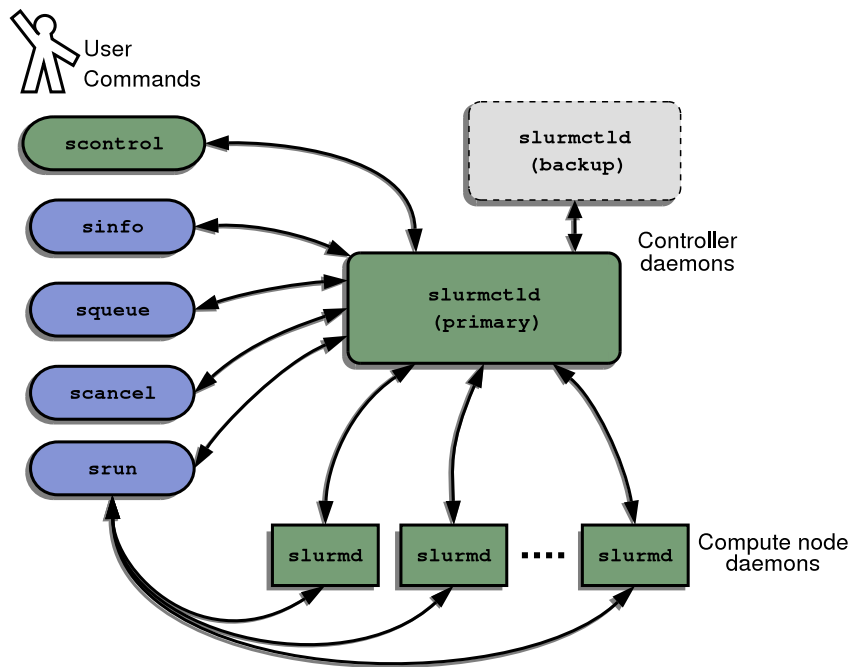 User
Commands
scontrol
slurmctld
(backup)
sinfo
Controller
daemons
squeue
slurmctld
(primary)
scancel
srun
slurmd
slurmd
slurmd
Compute node
daemons